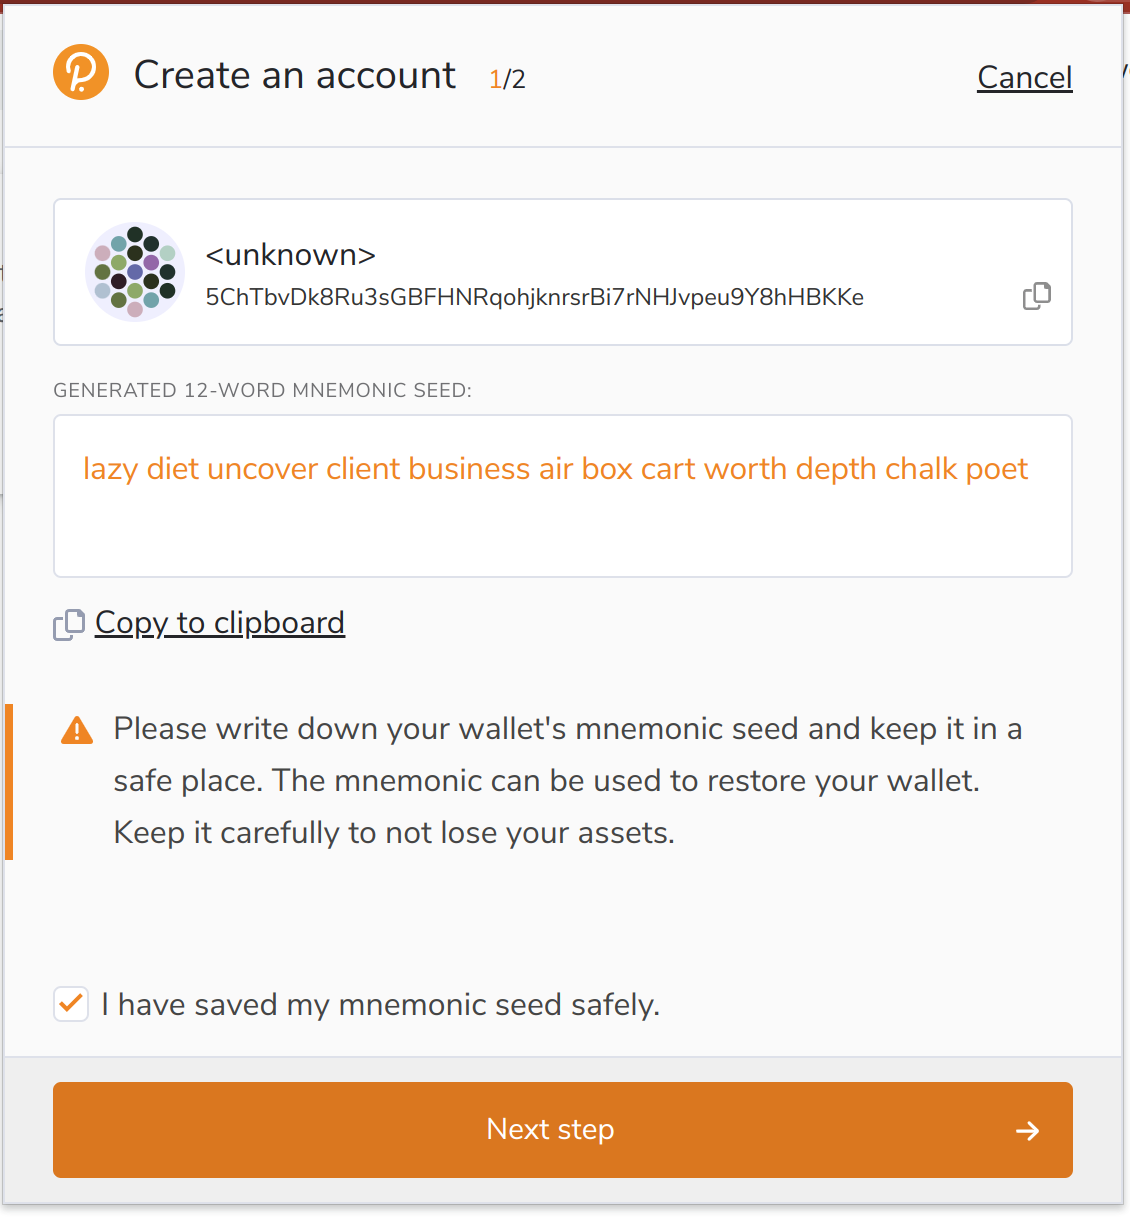 Create an account 1/2 Cancel
<unknown>
5ChTbvDk8Ru3sGBFHNRqohjknrsrBi7rNHJvpeu9Y8hHBKKe
GENERATED 12-WORD MNEMONIC SEED:
lazy diet uncover client business air box cart worth depth chalk poet
Copy to clipboard
Please write down your wallet's mnemonic seed and keep it in a
safe place. The mnemonic can be used to restore your wallet.
Keep it carefully to not lose your assets.
I have saved my mnemonic seed safely.
Next step